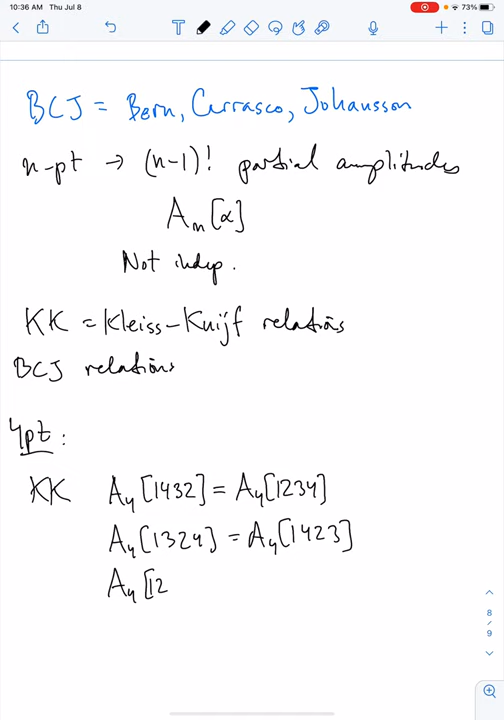 10:36 AM Thu Jul 8
73%
BCJ = Bern, Carrasco, Johansson
n-pt → (n-1)! partial amplitudes
Aₙ[α]
Not indep.
KK = Kleiss-Kuijf relations
BCJ relations
4pt:
KK A₄[1432] = A₄[1234]
A₄[1324] = A₄[1423]
A₄[12
8
/
9